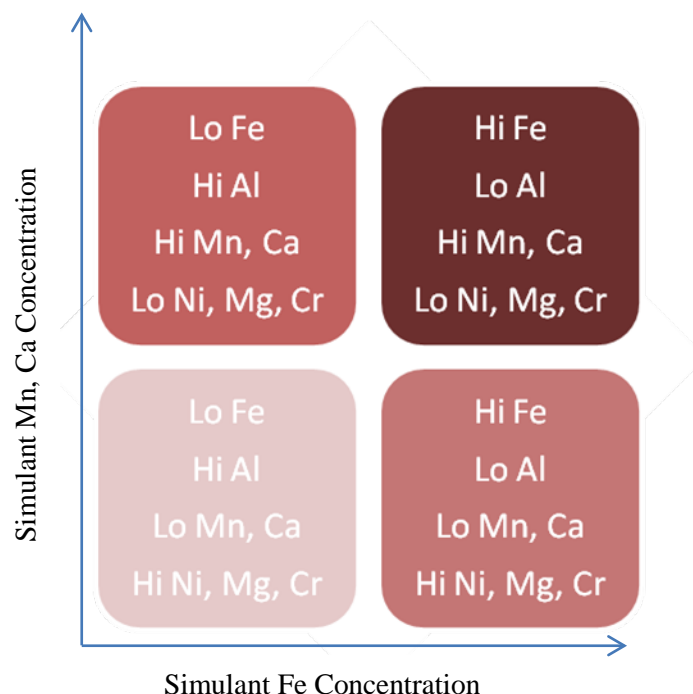 Simulant Mn, Ca Concentration
Lo Fe
Hi Al
Hi Mn, Ca
Lo Ni, Mg, Cr
Hi Fe
Lo Al
Hi Mn, Ca
Lo Ni, Mg, Cr
Lo Fe
Hi Al
Lo Mn, Ca
Hi Ni, Mg, Cr
Hi Fe
Lo Al
Lo Mn, Ca
Hi Ni, Mg, Cr
Simulant Fe Concentration